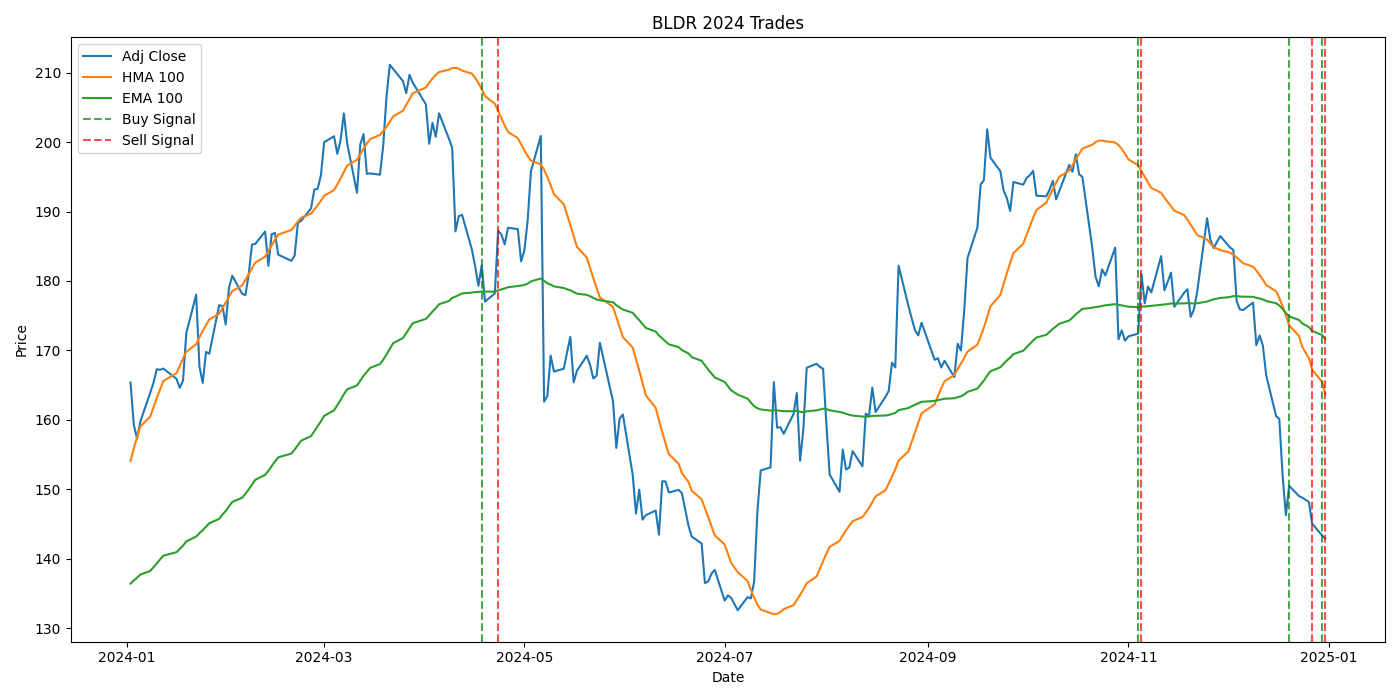 BLDR 2024 Trades
Adj Close
HMA 100
EMA 100
Buy Signal
Sell Signal
Price
210
200
190
180
170
160
150
140
130
2024-01
2024-03
2024-05
2024-07
2024-09
2024-11
2025-01
Date